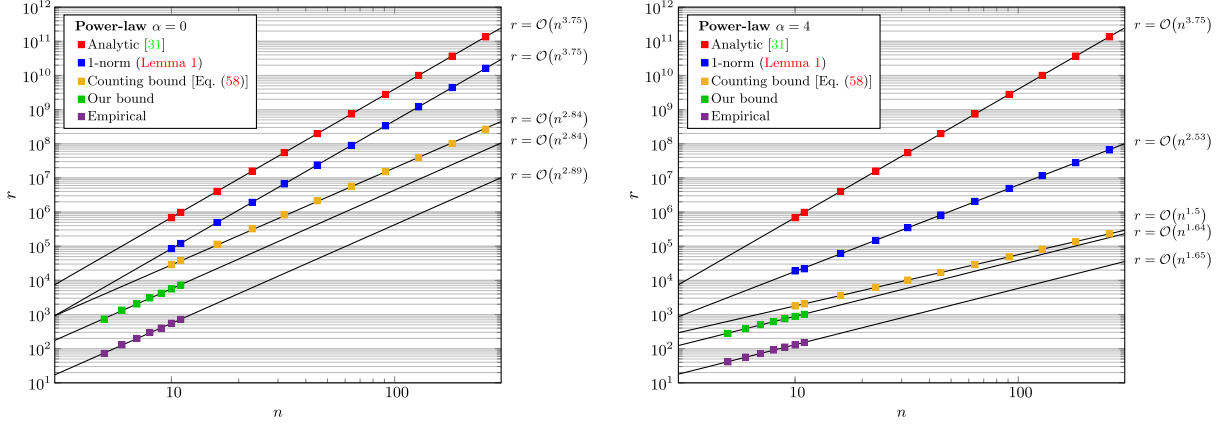 10^12
10^11
10^10
10^9
10^8
10^7
10^6
10^5
10^4
10^3
10^2
10^1
r
Power-law α = 0
Analytic [31]
1-norm (Lemma 1)
Counting bound [Eq. (58)]
Our bound
Empirical
r = O(n^3.75)
r = O(n^3.75)
r = O(n^2.84)
r = O(n^2.84)
r = O(n^2.89)
10
100
n
10^12
10^11
10^10
10^9
10^8
10^7
10^6
10^5
10^4
10^3
10^2
10^1
r
Power-law α = 4
Analytic [31]
1-norm (Lemma 1)
Counting bound [Eq. (58)]
Our bound
Empirical
r = O(n^3.75)
r = O(n^2.53)
r = O(n^1.5)
r = O(n^1.64)
r = O(n^1.65)
10
100
n